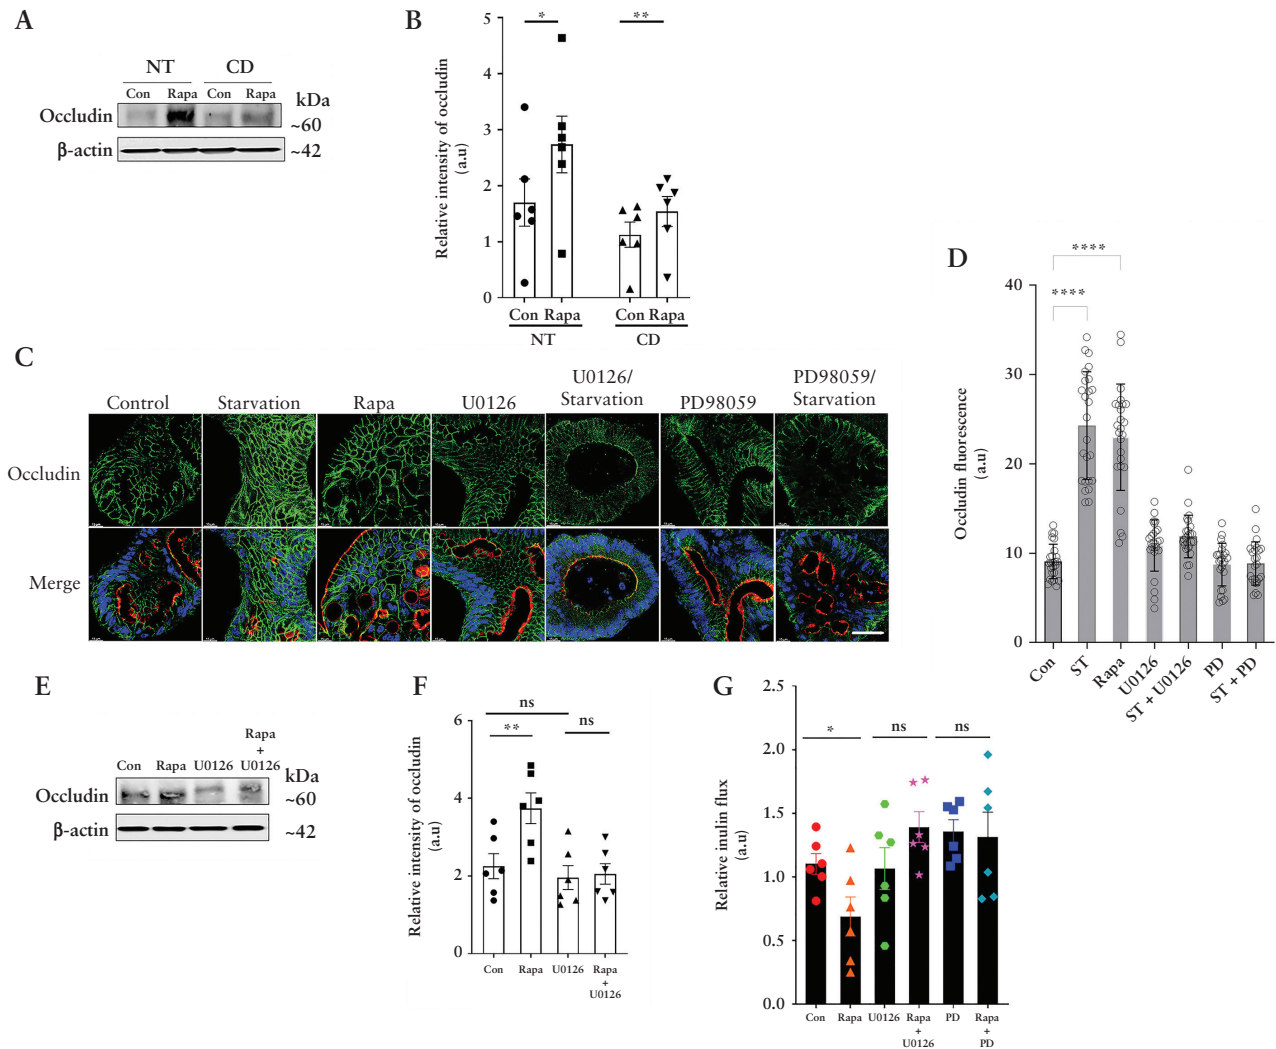 A
NT CD
Con Rapa Con Rapa kDa
Occludin ~60
β-actin ~42
B
Relative intensity of occludin
(a.u)
5
4
3
2
1
0
* **
Con Rapa Con Rapa
NT CD
C
Control Starvation Rapa U0126 U0126/
Starvation PD98059 PD98059/
Starvation
Occludin
Merge
D
Occludin fluorescence
(a.u)
40
30
20
10
0
****
****
Con ST Rapa U0126 ST + U0126 PD ST + PD
E
Con Rapa U0126 Rapa
+
U0126
kDa
Occludin ~60
β-actin ~42
F
Relative intensity of occludin
(a.u)
6
4
2
0
ns
** ns
Con Rapa U0126 Rapa
+
U0126
G
Relative inulin flux
(a.u)
2.5
2.0
1.5
1.0
0.5
0.0
* ns ns
Con Rapa U0126 Rapa
+
U0126
PD Rapa
+
PD